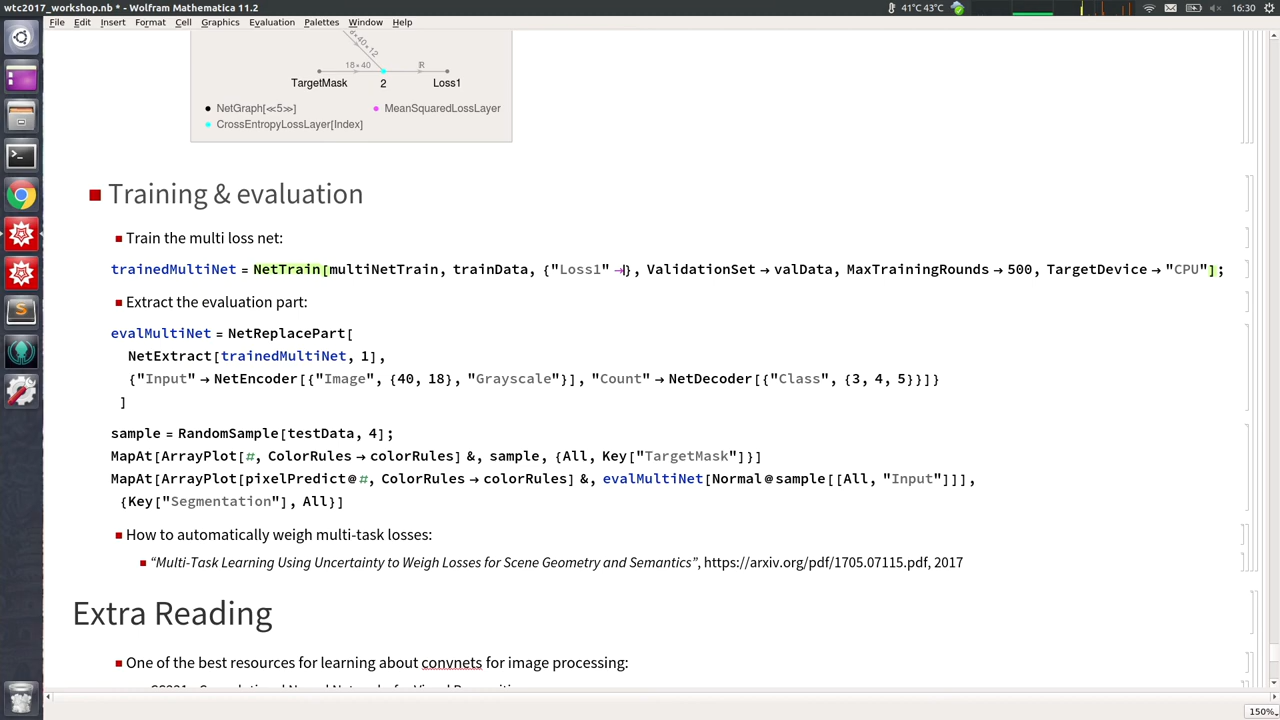 wtc2017_workshop.nb * - Wolfram Mathematica 11.2
41°C 43°C
16:30
File Edit Insert Format Cell Graphics Evaluation Palettes Window Help
18×40
ℝ
TargetMask 2 Loss1
NetGraph[≪5≫] MeanSquaredLossLayer
CrossEntropyLossLayer[Index]
Training & evaluation
Train the multi loss net:
trainedMultiNet = NetTrain[multiNetTrain, trainData, {"Loss1" →}, ValidationSet → valData, MaxTrainingRounds → 500, TargetDevice → "CPU"];
Extract the evaluation part:
evalMultiNet = NetReplacePart[
NetExtract[trainedMultiNet, 1],
{"Input" → NetEncoder[{"Image", {40, 18}, "Grayscale"}], "Count" → NetDecoder[{"Class", {3, 4, 5}}]}
]
sample = RandomSample[testData, 4];
MapAt[ArrayPlot[#, ColorRules → colorRules] &, sample, {All, Key["TargetMask"]}]
MapAt[ArrayPlot[pixelPredict@#, ColorRules → colorRules] &, evalMultiNet[Normal@sample[[All, "Input"]]],
{Key["Segmentation"], All}]
How to automatically weigh multi-task losses:
“Multi-Task Learning Using Uncertainty to Weigh Losses for Scene Geometry and Semantics”, https://arxiv.org/pdf/1705.07115.pdf, 2017
Extra Reading
One of the best resources for learning about convnets for image processing:
150%